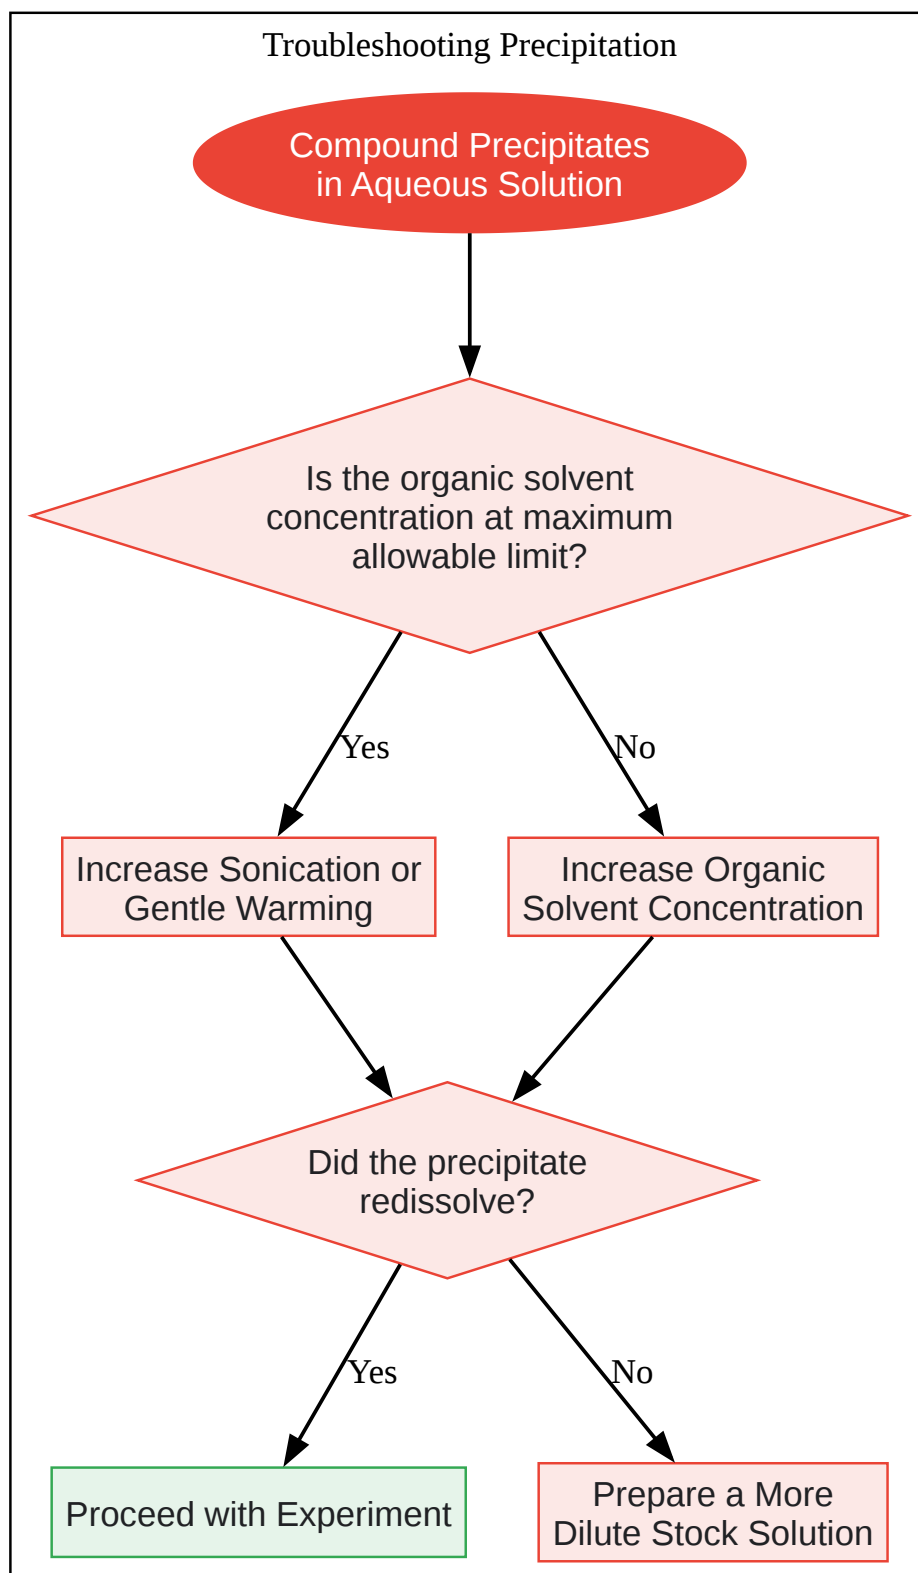 Troubleshooting Precipitation
Compound Precipitates
in Aqueous Solution
Is the organic solvent
concentration at maximum
allowable limit?
Yes
No
Increase Sonication or
Gentle Warming
Increase Organic
Solvent Concentration
Did the precipitate
redissolve?
Yes
No
Proceed with Experiment
Prepare a More
Dilute Stock Solution